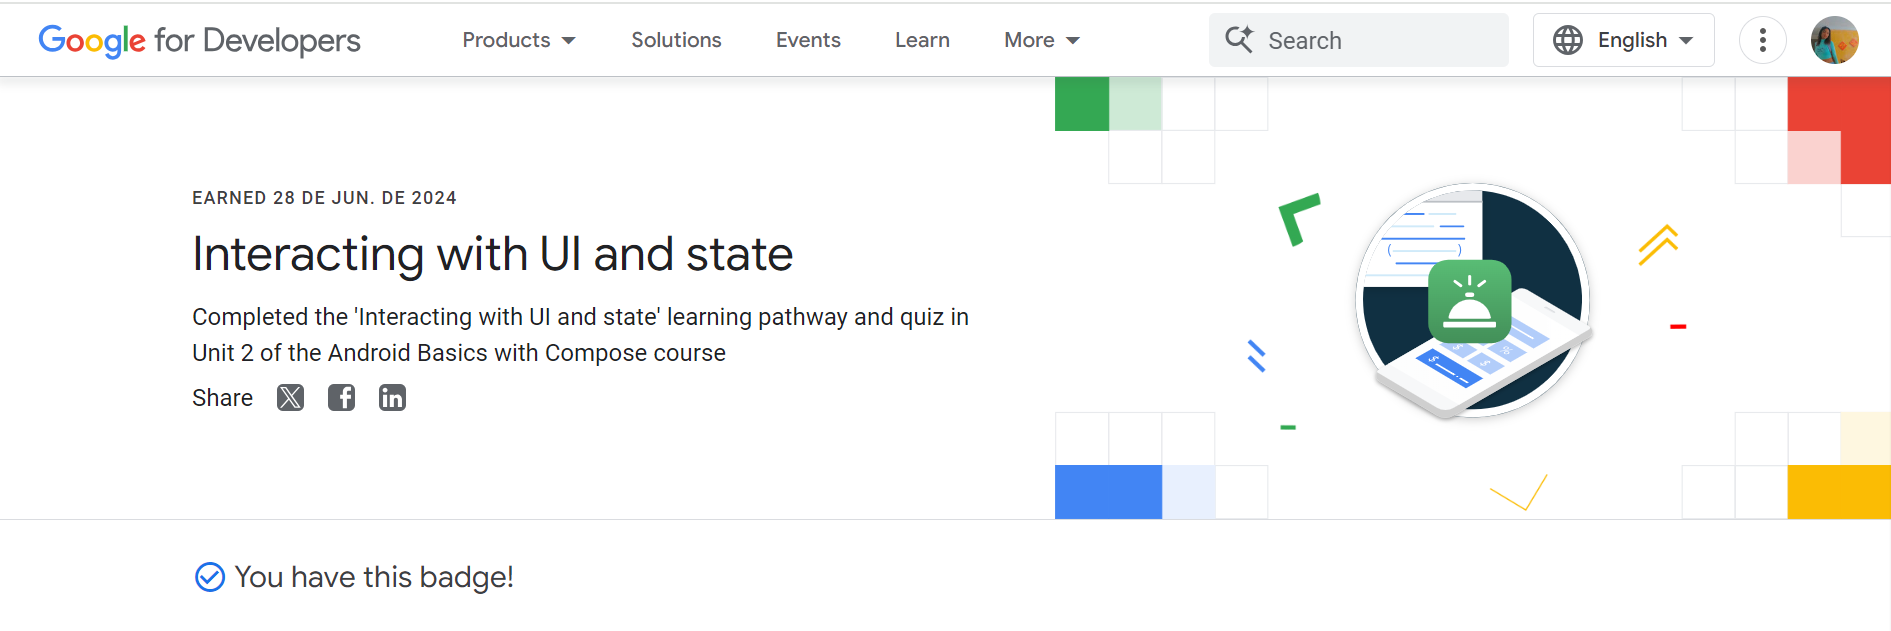 Google for Developers Products Solutions Events Learn More Search English
EARNED 28 DE JUN. DE 2024
Interacting with UI and state
Completed the 'Interacting with UI and state' learning pathway and quiz in
Unit 2 of the Android Basics with Compose course
Share
You have this badge!